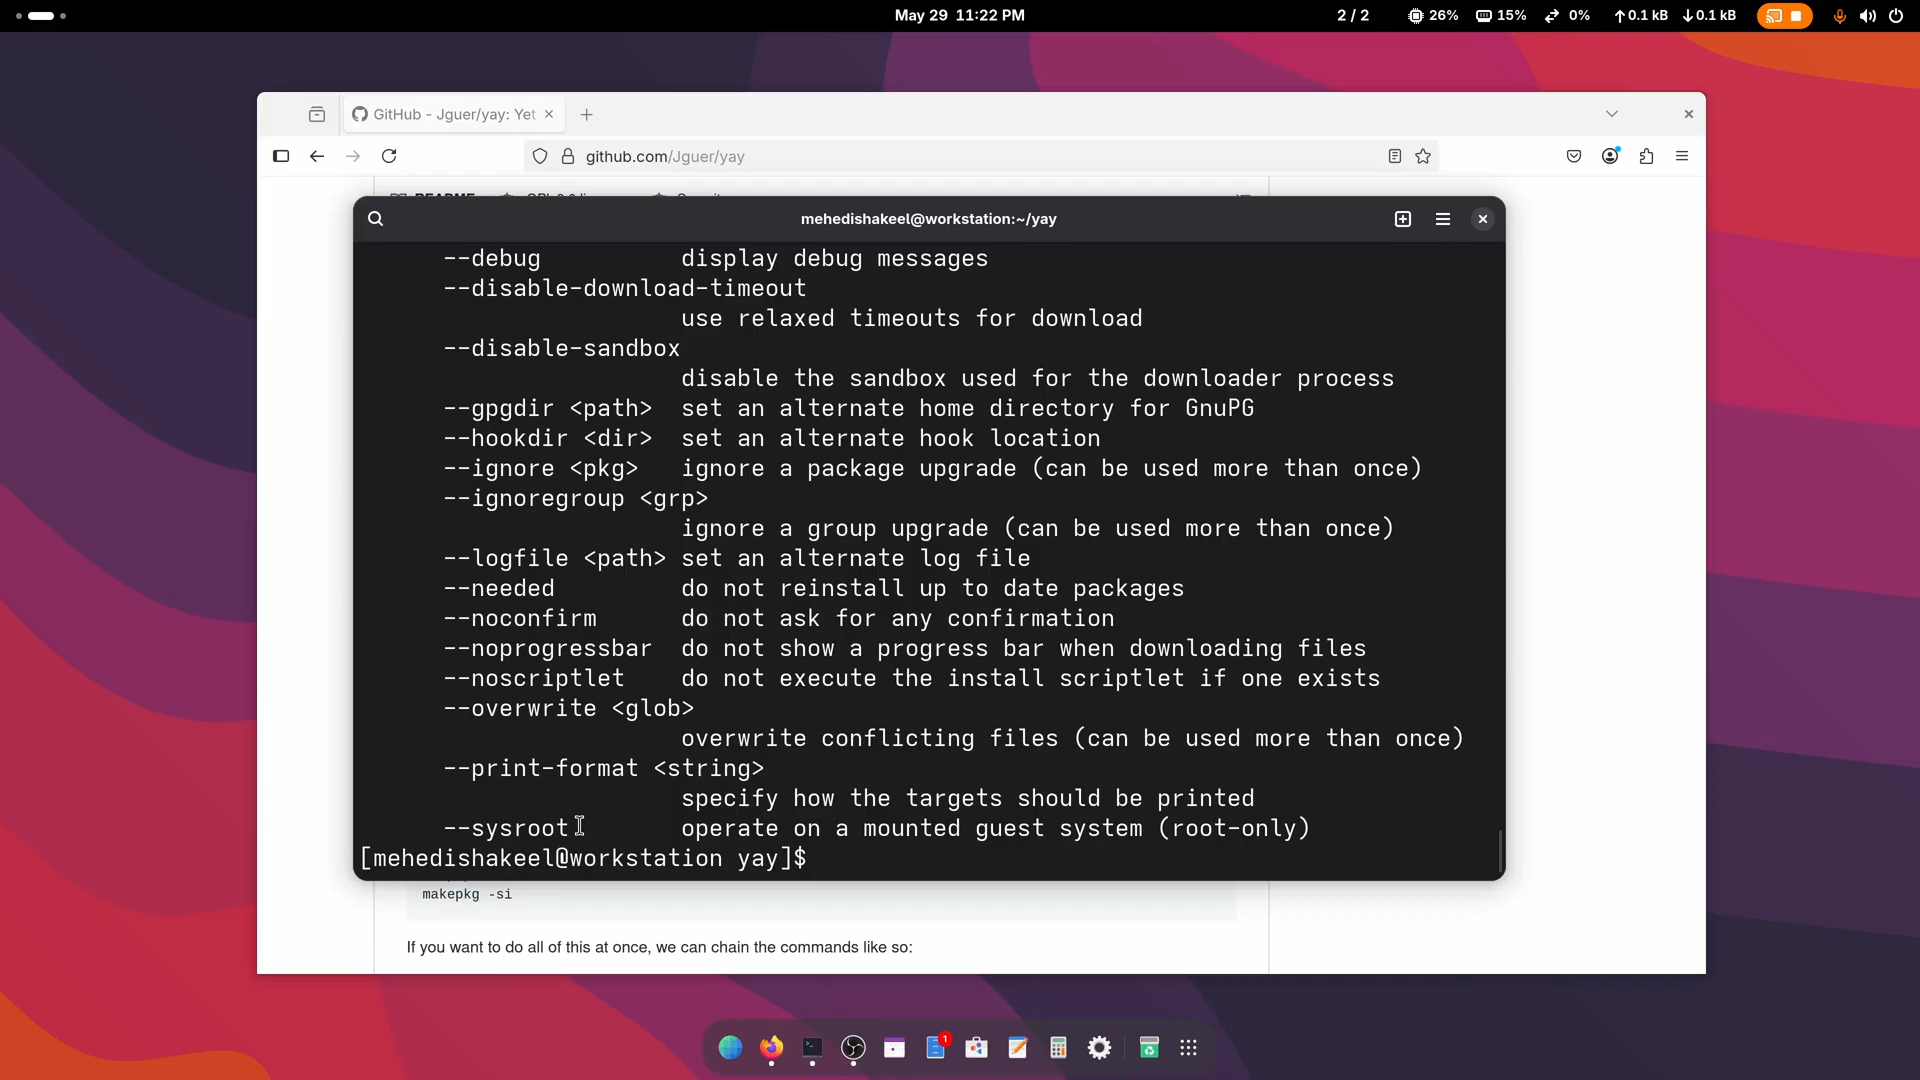 May 29 11:22 PM
2 / 2
26%
15%
0%
0.1 kB
0.1 kB
GitHub - Jguer/yay: Yet
github.com/Jguer/yay
README
mehedishakeel@workstation:~/yay
--debug display debug messages
--disable-download-timeout
use relaxed timeouts for download
--disable-sandbox
disable the sandbox used for the downloader process
--gpgdir <path> set an alternate home directory for GnuPG
--hookdir <dir> set an alternate hook location
--ignore <pkg> ignore a package upgrade (can be used more than once)
--ignoregroup <grp>
ignore a group upgrade (can be used more than once)
--logfile <path> set an alternate log file
--needed do not reinstall up to date packages
--noconfirm do not ask for any confirmation
--noprogressbar do not show a progress bar when downloading files
--noscriptlet do not execute the install scriptlet if one exists
--overwrite <glob>
overwrite conflicting files (can be used more than once)
--print-format <string>
specify how the targets should be printed
--sysroot operate on a mounted guest system (root-only)
[mehedishakeel@workstation yay]$
makepkg -si
If you want to do all of this at once, we can chain the commands like so:
1